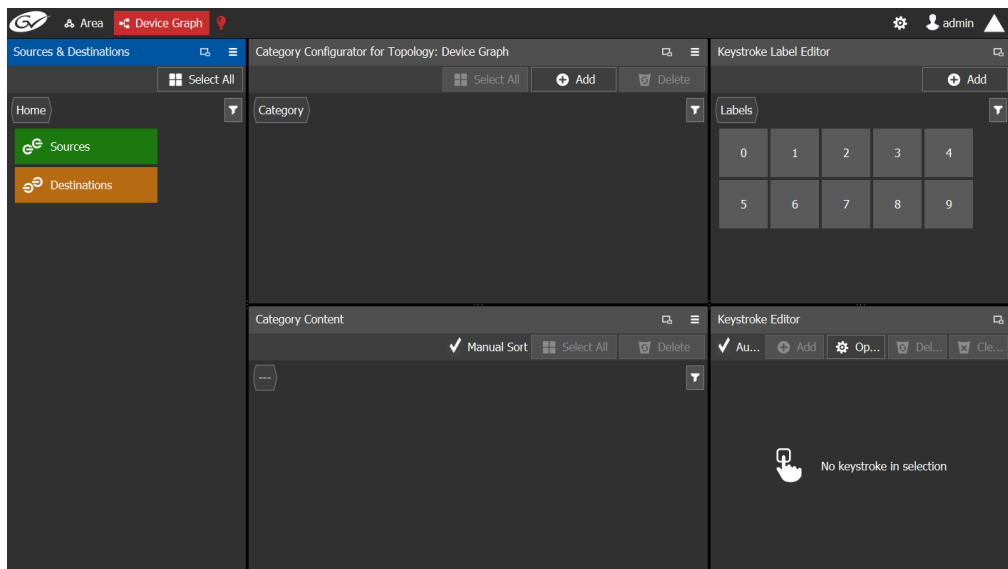 GV Area Device Graph admin
Sources & Destinations
Select All
Home
Sources
Destinations
Category Configurator for Topology: Device Graph
Select All Add Delete
Category
Keystroke Label Editor
Add
Labels
0 1 2 3 4
5 6 7 8 9
Category Content
Manual Sort Select All Delete
---
Keystroke Editor
Au... Add Op... Del... Cle...
No keystroke in selection